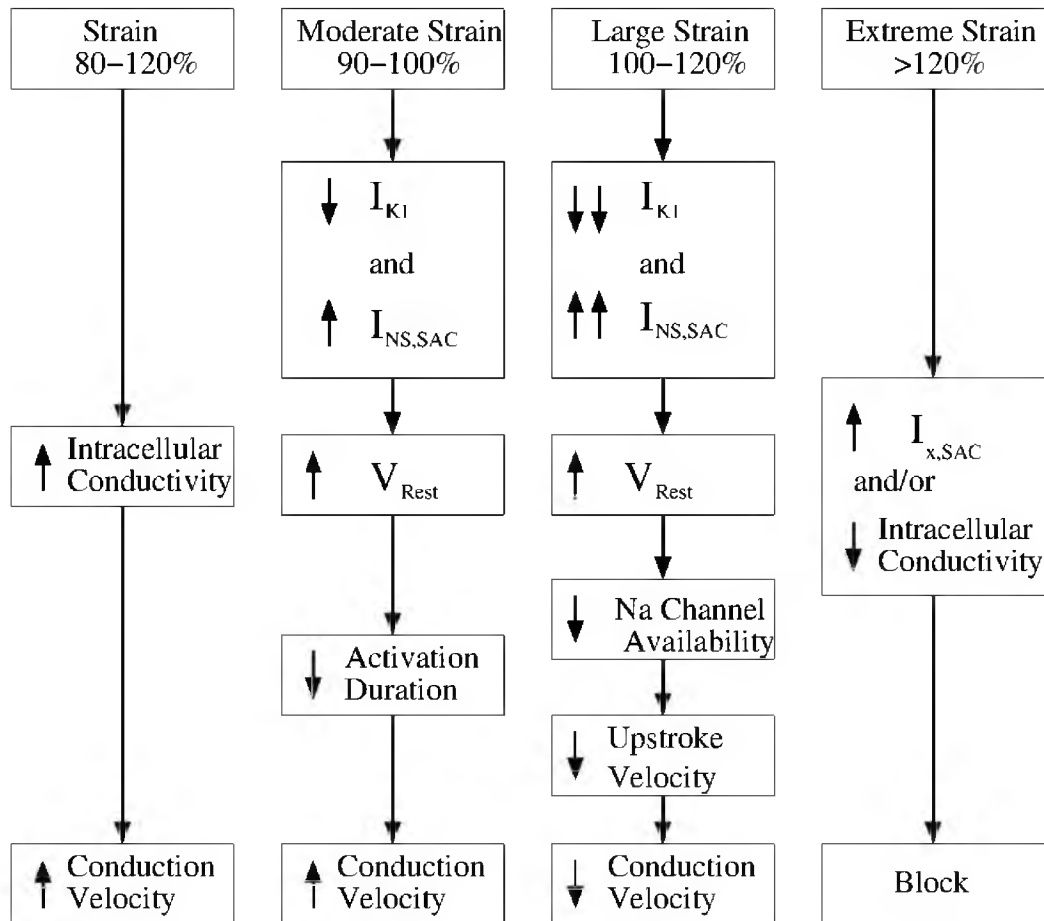 Strain
80–120%
Intracellular
Conductivity
Conduction
Velocity
Moderate Strain
90–100%
I_K1
and
I_NS,SAC
V_Rest
Activation
Duration
Conduction
Velocity
Large Strain
100–120%
I_K1
and
I_NS,SAC
V_Rest
Na Channel
Availability
Upstroke
Velocity
Conduction
Velocity
Extreme Strain
>120%
I_x,SAC
and/or
Intracellular
Conductivity
Block